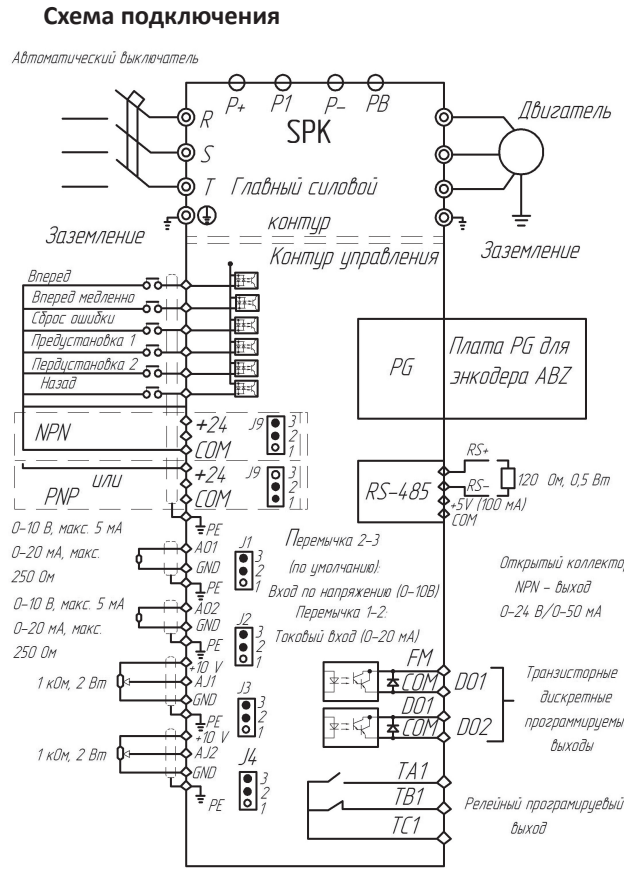 Схема подключения
Автоматический выключатель
P+ P1 P- PB
SPK
R
S
T
Двигатель
Главный силовой
контур
Заземление
Заземление
Контур управления
Вперед
Вперед медленно
Сброс ошибки
Предустановка 1
Пердустановка 2
Назад
PG
Плата PG для
энкодера ABZ
NPN
+24
COM
J9
3
2
1
или
PNP
+24
COM
J9
3
2
1
PE
RS-485
RS+
RS-
120 Ом, 0,5 Вт
+5V (100 мА)
COM
0-10 В, макс. 5 мА
0-20 мА, макс.
250 Ом
AO1
GND
PE
J1
3
2
1
Перемычка 2-3
(по умолчанию):
Вход по напряжению (0-10В)
Перемычка 1-2:
Токовый вход (0-20 мА)
0-10 В, макс. 5 мА
0-20 мА, макс.
250 Ом
AO2
GND
PE
J2
3
2
1
Открытый коллектор
NPN – выход
0-24 В/0-50 мА
1 кОм, 2 Вт
+10 V
AJ1
GND
PE
J3
3
2
1
FM
COM
DO1
DO1
COM
DO2
Транзисторные
дискретные
программируемы
выходы
1 кОм, 2 Вт
+10 V
AJ2
GND
PE
J4
3
2
1
TA1
TB1
TC1
Релейный програмируевый
выход